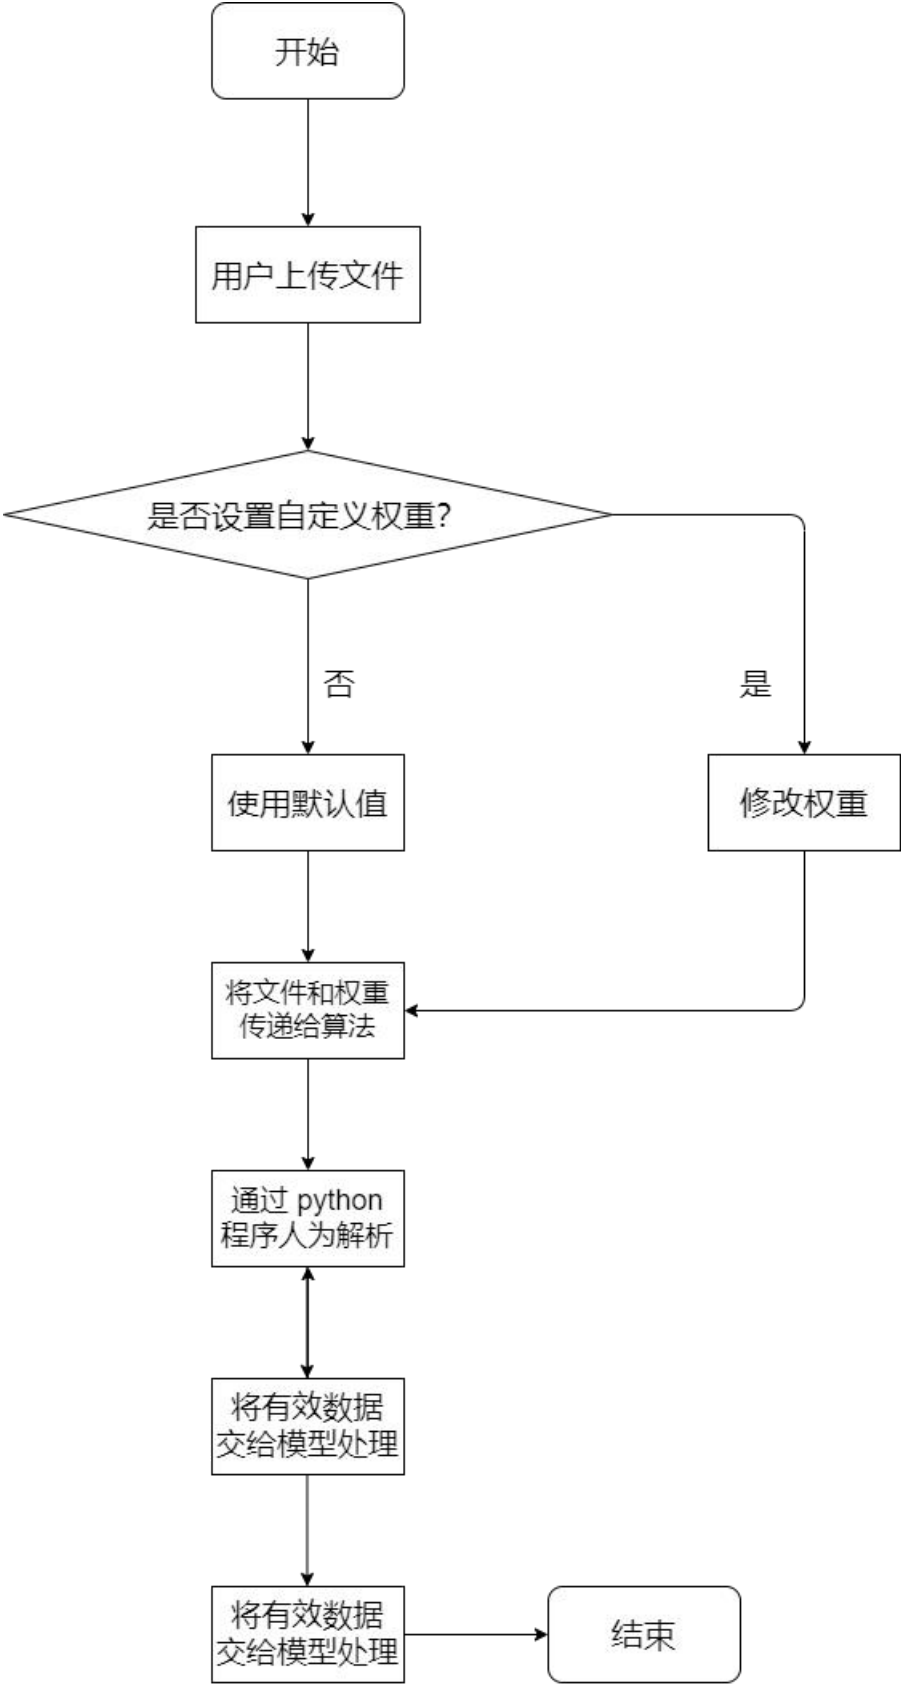 开始
用户上传文件
是否设置自定义权重?
否
是
使用默认值
修改权重
将文件和权重
传递给算法
通过 python
程序人为解析
将有效数据
交给模型处理
将有效数据
交给模型处理
结束